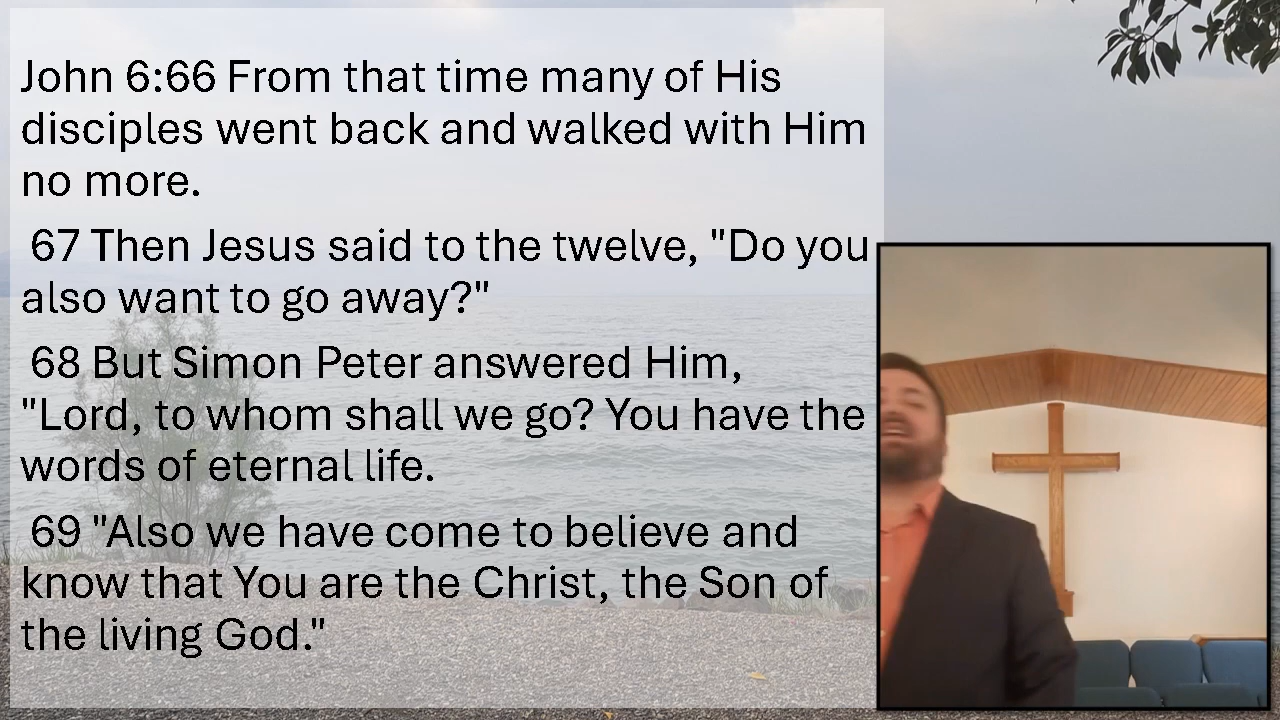 John 6:66 From that time many of His
disciples went back and walked with Him
no more.
67 Then Jesus said to the twelve, "Do you
also want to go away?"
68 But Simon Peter answered Him,
"Lord, to whom shall we go? You have the
words of eternal life.
69 "Also we have come to believe and
know that You are the Christ, the Son of
the living God."